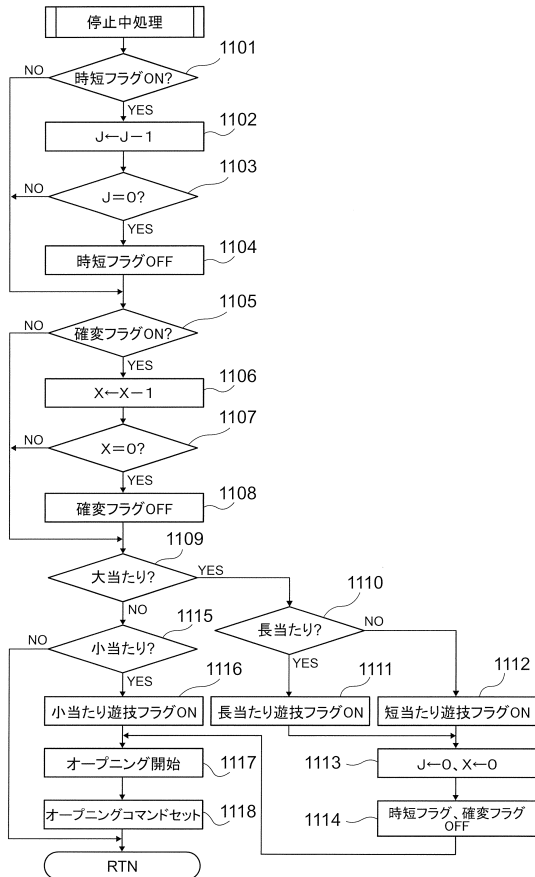 停止中処理
1101
時短フラグON?
NO
YES
1102
J←J−1
1103
J=0?
NO
YES
1104
時短フラグOFF
1105
確変フラグON?
NO
YES
1106
X←X−1
1107
X=0?
NO
YES
1108
確変フラグOFF
1109
大当たり?
YES
NO
1110
長当たり?
NO
YES
1115
小当たり?
NO
YES
1116
小当たり遊技フラグON
1111
長当たり遊技フラグON
1112
短当たり遊技フラグON
1113
J←0、X←0
1114
時短フラグ、確変フラグ
OFF
オープニング開始
1117
オープニングコマンドセット
1118
RTN